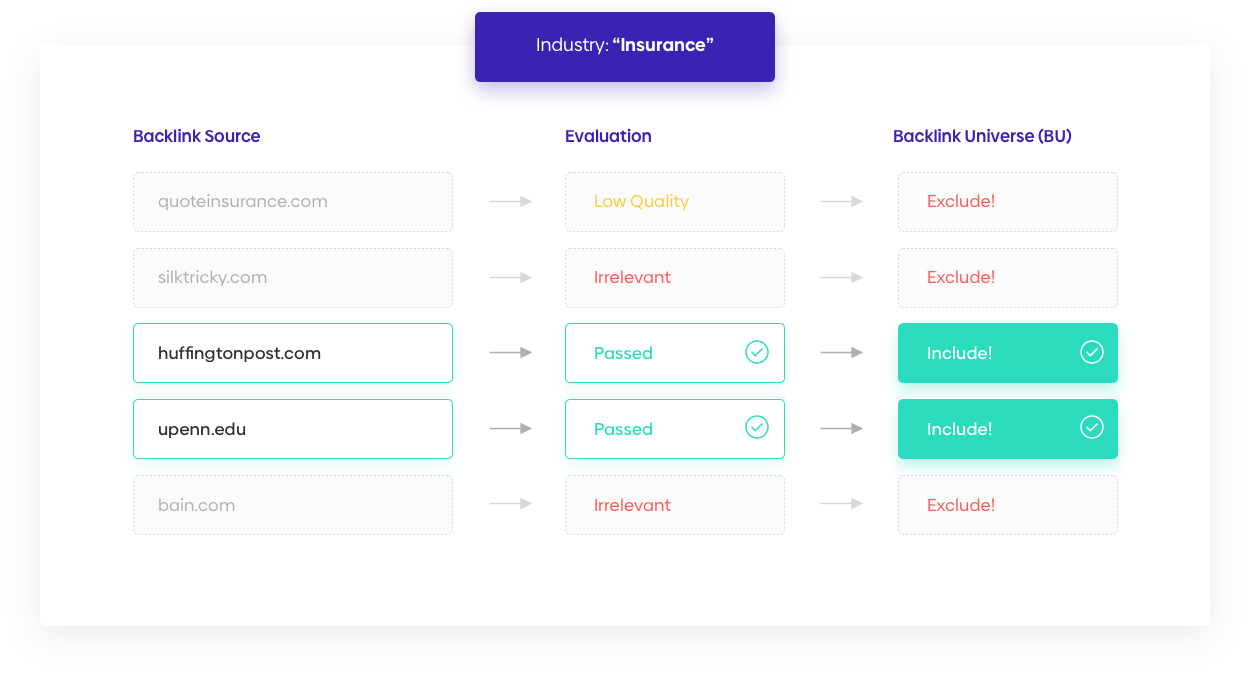 Industry: “Insurance”
Backlink Source Evaluation Backlink Universe (BU)
quoteinsurance.com Low Quality Exclude!
silktricky.com Irrelevant Exclude!
huffingtonpost.com Passed Include!
upenn.edu Passed Include!
bain.com Irrelevant Exclude!